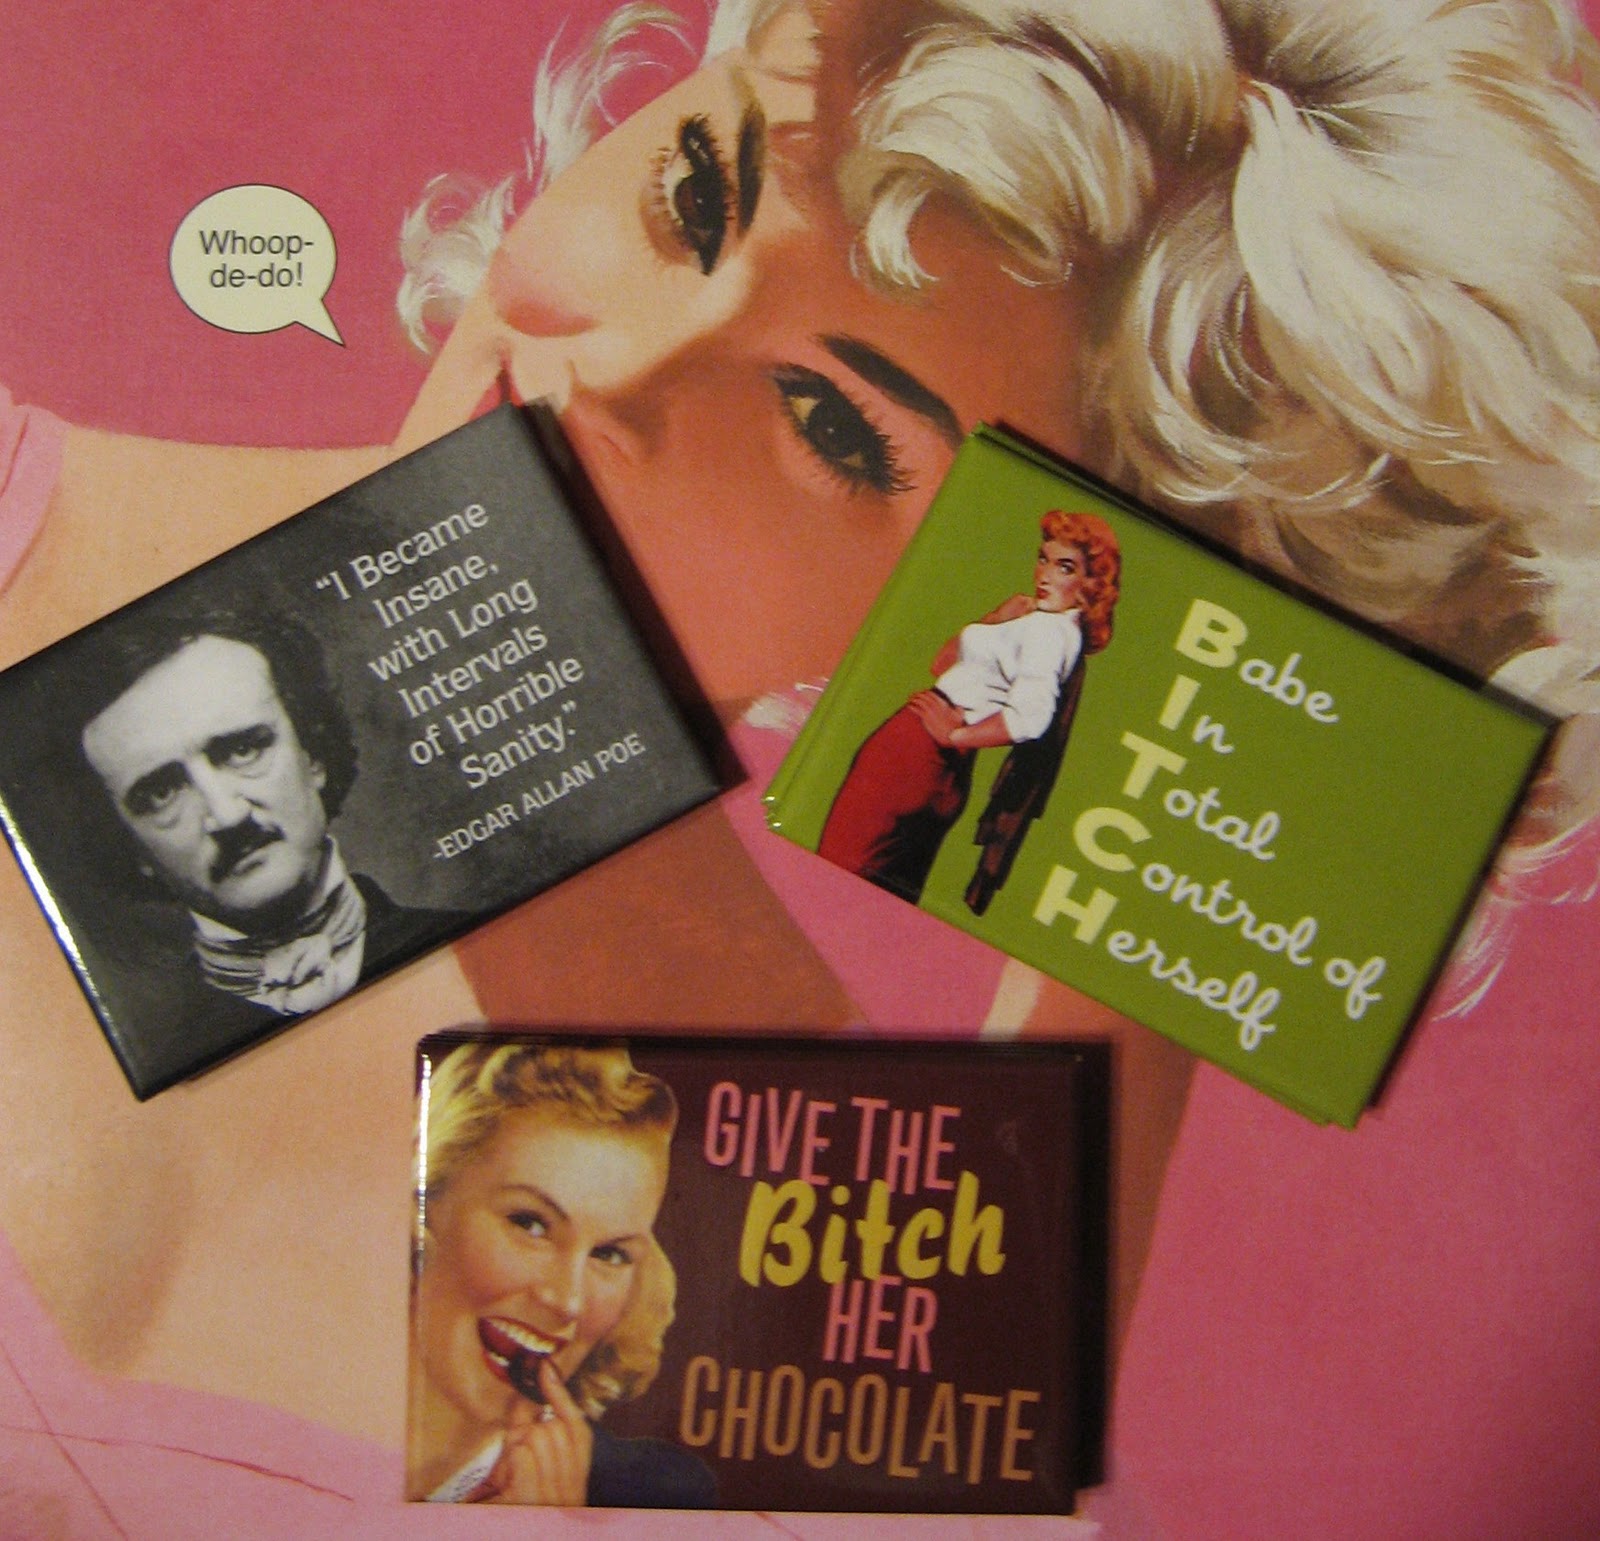 Whoop-
de-do!
“I Became
Insane,
with Long
Intervals
of Horrible
Sanity.”
-EDGAR ALLAN POE
Babe
In
Total
Control of
Herself
GIVE THE
Bitch
HER
CHOCOLATE